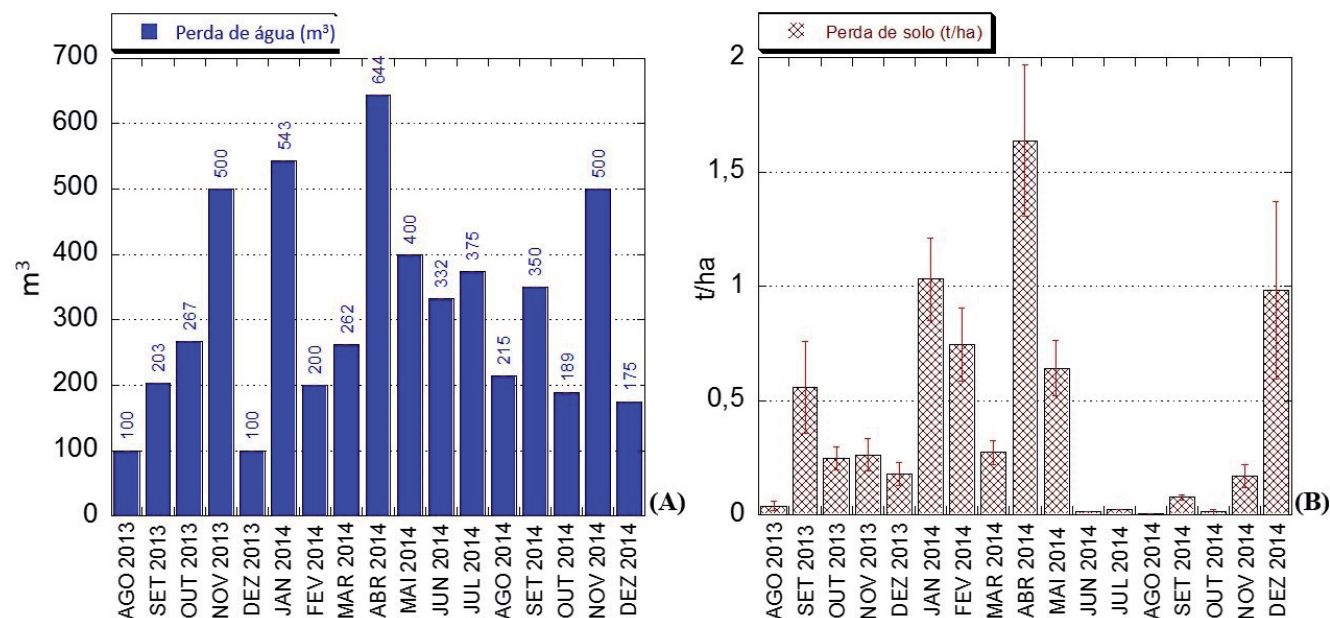 Perda de água (m³)
700
600
500
400
300
200
100
0
m³
100
203
267
500
100
543
200
262
644
400
332
375
215
350
189
500
175
AGO 2013
SET 2013
OUT 2013
NOV 2013
DEZ 2013
JAN 2014
FEV 2014
MAR 2014
ABR 2014
MAI 2014
JUN 2014
JUL 2014
AGO 2014
SET 2014
OUT 2014
NOV 2014
DEZ 2014
(A)
Perda de solo (t/ha)
2
1,5
1
0,5
0
t/ha
AGO 2013
SET 2013
OUT 2013
NOV 2013
DEZ 2013
JAN 2014
FEV 2014
MAR 2014
ABR 2014
MAI 2014
JUN 2014
JUL 2014
AGO 2014
SET 2014
OUT 2014
NOV 2014
DEZ 2014
(B)